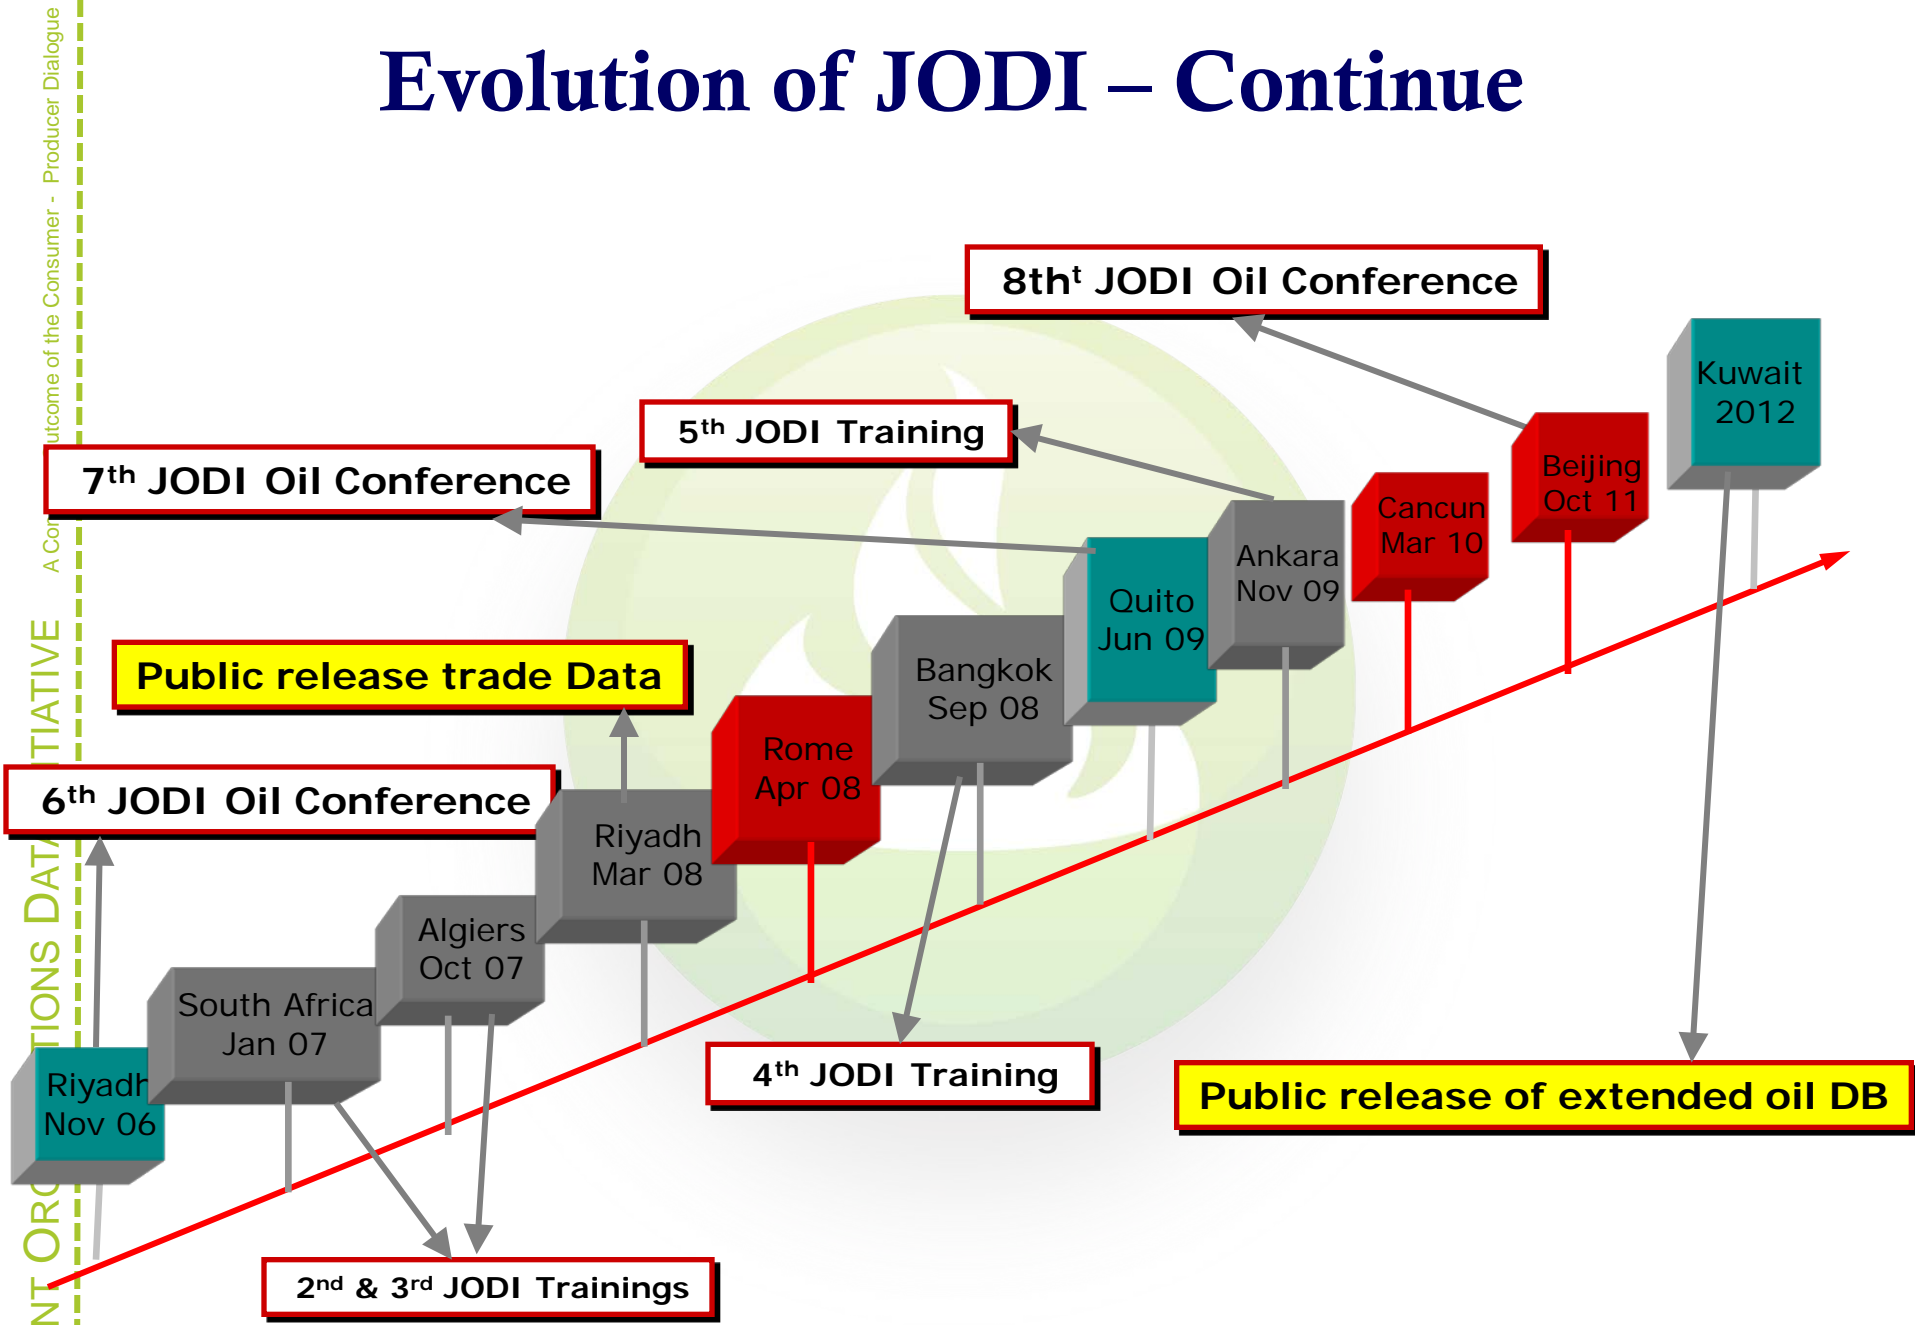 Evolution of JODI – Continue
8thᵗ JODI Oil Conference
Kuwait
2012
5th JODI Training
7th JODI Oil Conference
Beijing
Oct 11
Cancun
Mar 10
Ankara
Nov 09
Quito
Jun 09
Public release trade Data
Bangkok
Sep 08
Rome
Apr 08
6th JODI Oil Conference
Riyadh
Mar 08
Algiers
Oct 07
South Africa
Jan 07
Riyadh
Nov 06
4th JODI Training
Public release of extended oil DB
2nd & 3rd JODI Trainings
of the Consumer - Producer Dialogue